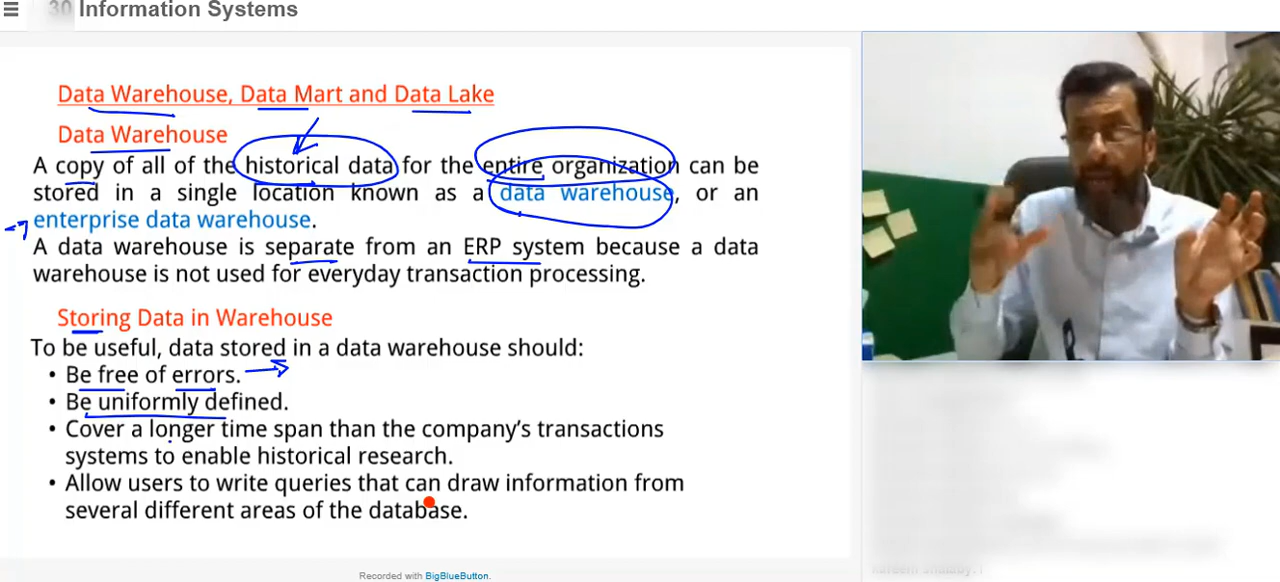 30 Information Systems
Data Warehouse, Data Mart and Data Lake
Data Warehouse
A copy of all of the historical data for the entire organization can be
stored in a single location known as a data warehouse, or an
enterprise data warehouse.
A data warehouse is separate from an ERP system because a data
warehouse is not used for everyday transaction processing.
Storing Data in Warehouse
To be useful, data stored in a data warehouse should:
• Be free of errors.
• Be uniformly defined.
• Cover a longer time span than the company’s transactions
systems to enable historical research.
• Allow users to write queries that can draw information from
several different areas of the database.
Recorded with BigBlueButton.